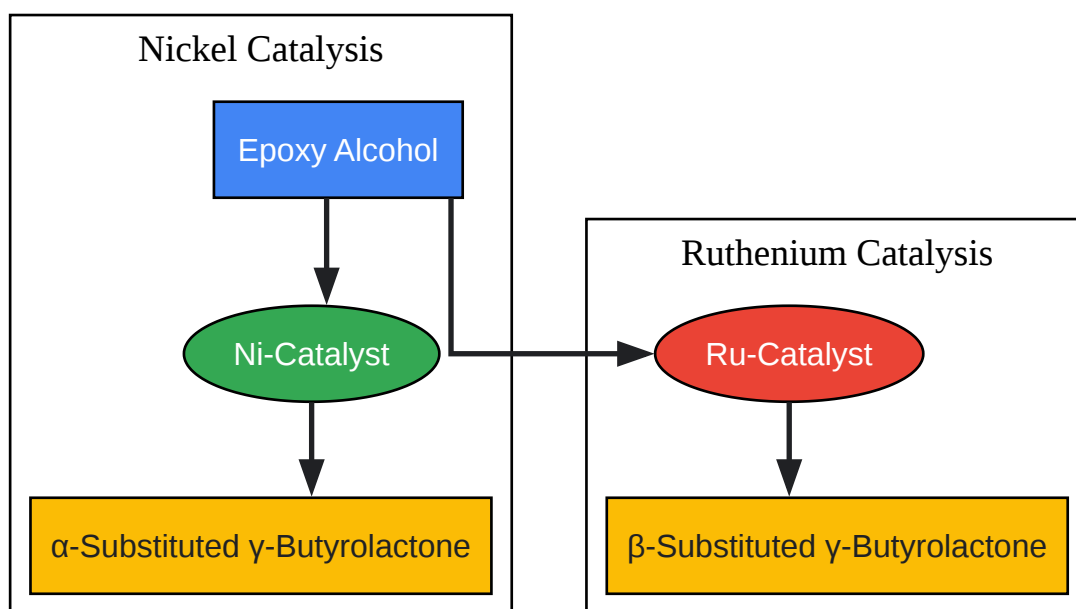 Nickel Catalysis
Epoxy Alcohol
Ni-Catalyst
α-Substituted γ-Butyrolactone
Ruthenium Catalysis
Ru-Catalyst
β-Substituted γ-Butyrolactone